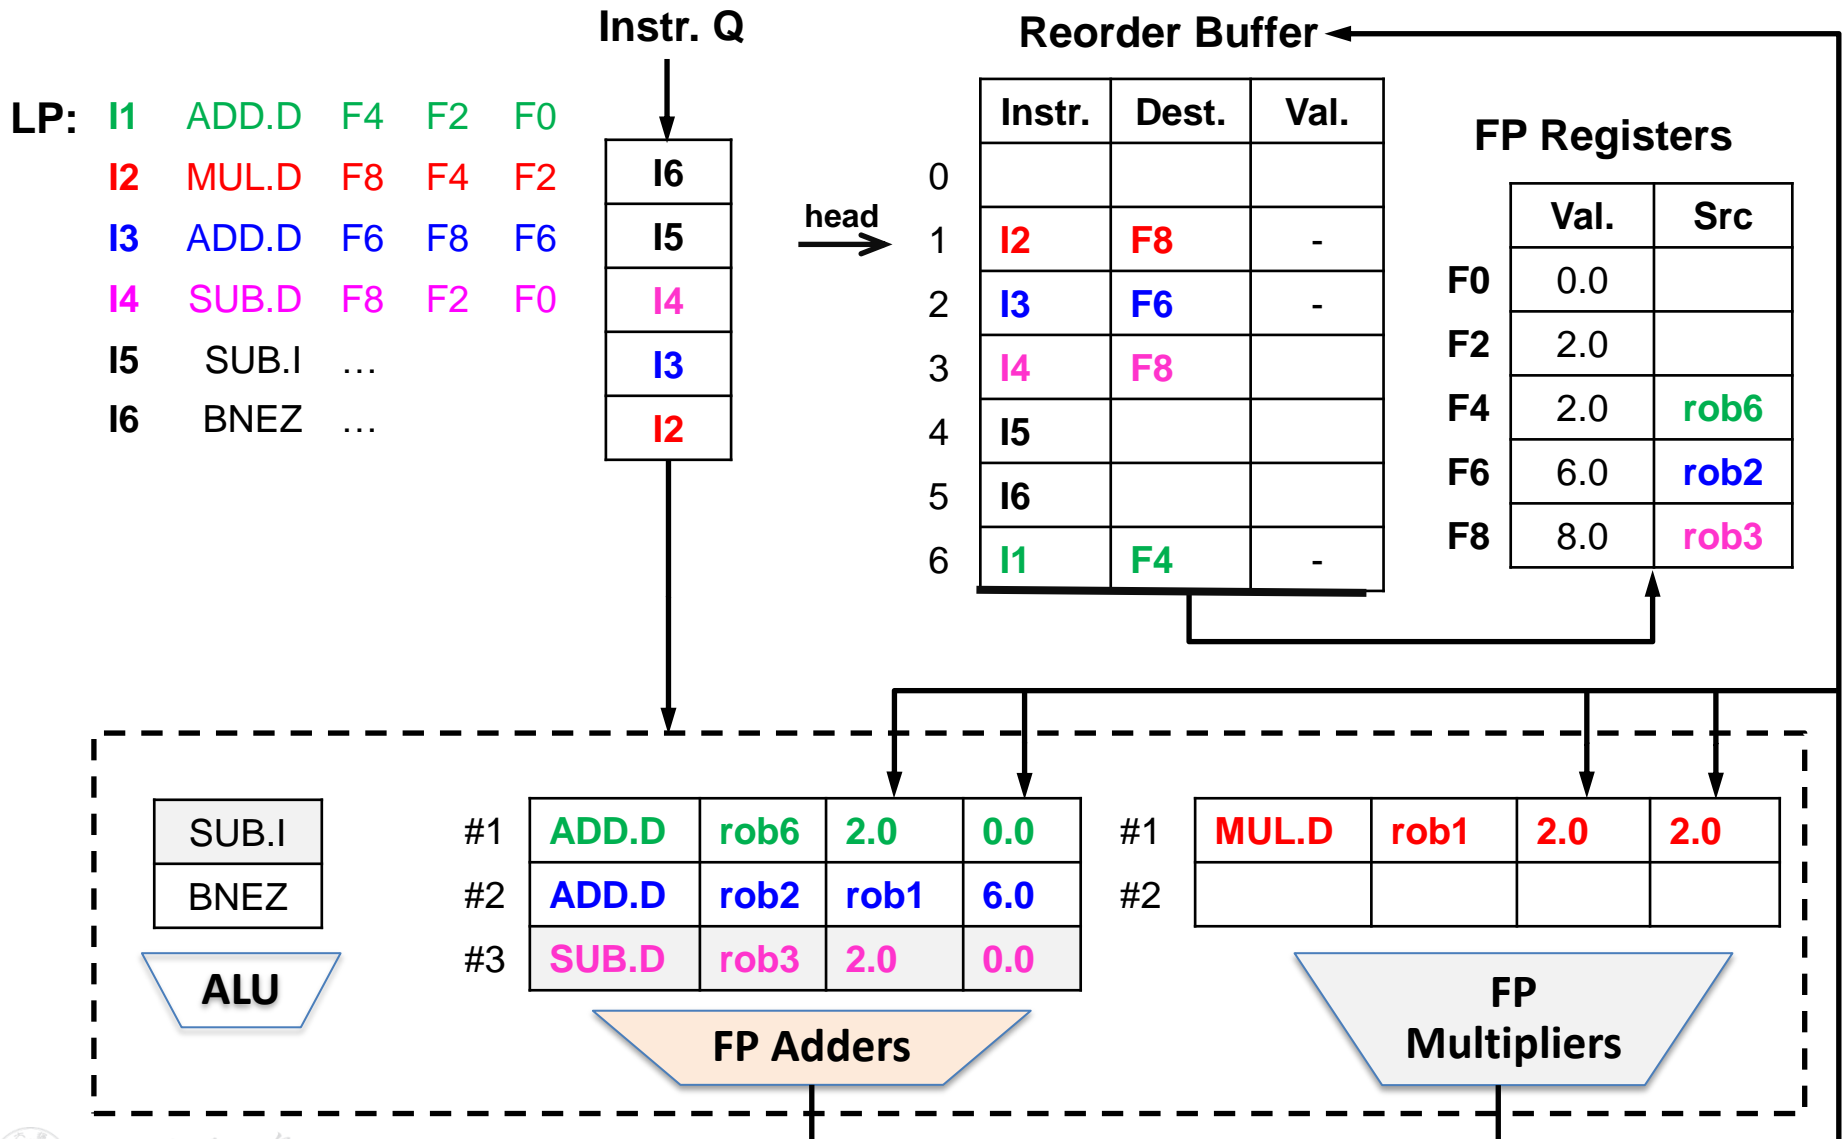 Instr. Q
Reorder Buffer
LP: I1 ADD.D F4 F2 F0
I2 MUL.D F8 F4 F2
I3 ADD.D F6 F8 F6
I4 SUB.D F8 F2 F0
I5 SUB.I …
I6 BNEZ …
I6
I5
I4
I3
I2
head
Instr. Dest. Val.
0
1 I2 F8 -
2 I3 F6 -
3 I4 F8
4 I5
5 I6
6 I1 F4 -
FP Registers
Val. Src
F0 0.0
F2 2.0
F4 2.0 rob6
F6 6.0 rob2
F8 8.0 rob3
SUB.I
BNEZ
ALU
#1 ADD.D rob6 2.0 0.0
#2 ADD.D rob2 rob1 6.0
#3 SUB.D rob3 2.0 0.0
FP Adders
#1 MUL.D rob1 2.0 2.0
#2
FP
Multipliers